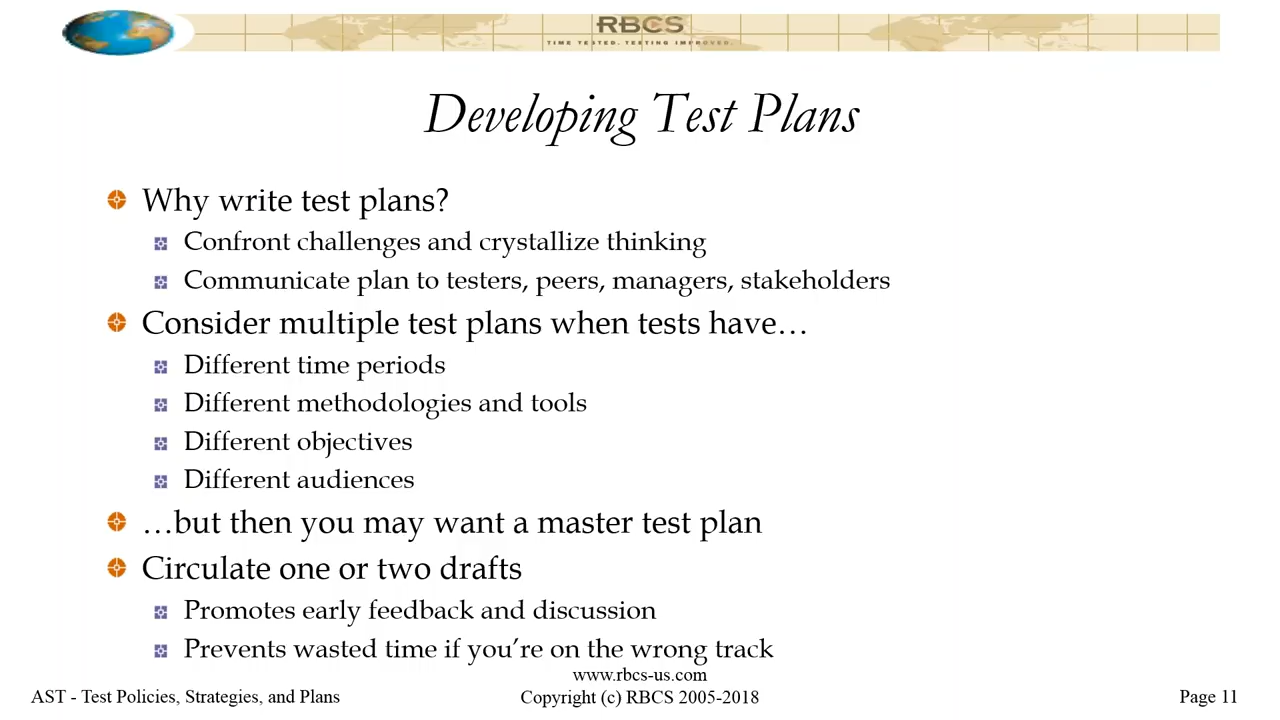 RBCS
TIME TESTED. TESTING IMPROVED.
Developing Test Plans
Why write test plans?
Confront challenges and crystallize thinking
Communicate plan to testers, peers, managers, stakeholders
Consider multiple test plans when tests have…
Different time periods
Different methodologies and tools
Different objectives
Different audiences
…but then you may want a master test plan
Circulate one or two drafts
Promotes early feedback and discussion
Prevents wasted time if you’re on the wrong track
www.rbcs-us.com
AST - Test Policies, Strategies, and Plans
Copyright (c) RBCS 2005-2018
Page 11